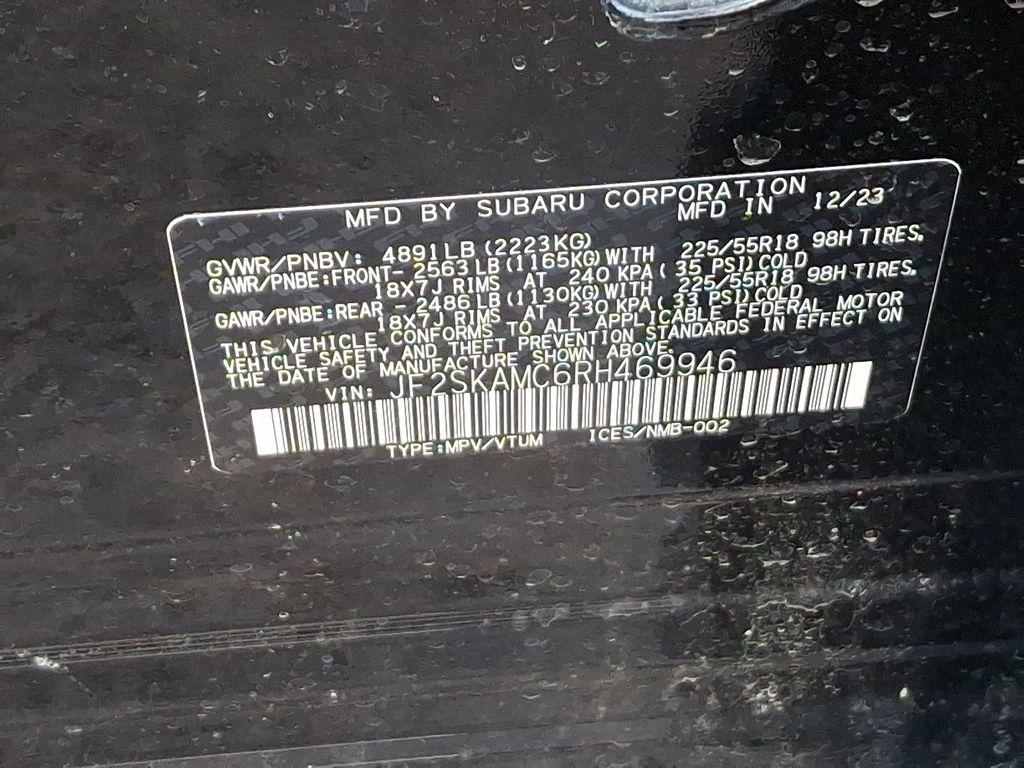 MFD BY SUBARU CORPORATION
MFD IN 12/23
GVWR/PNBV: 4891LB(2223KG)
GAWR/PNBE:FRONT- 2563LB(1165KG)WITH 225/55R18 98H TIRES.
18X7J RIMS AT 240 KPA( 35 PSI)COLD
GAWR/PNBE:REAR -2486LB(1130KG)WITH 225/55R18 98H TIRES.
18X7J RIMS AT 230 KPA( 33 PSI)COLD
THIS VEHICLE CONFORMS TO ALL APPLICABLE FEDERAL MOTOR
VEHICLE SAFETY AND THEFT PREVENTION STANDARDS IN EFFECT ON
THE DATE OF MANUFACTURE SHOWN ABOVE.
VIN: JF2SKAMC6RH469946
TYPE:MPV/VTUM ICES/NMB-002